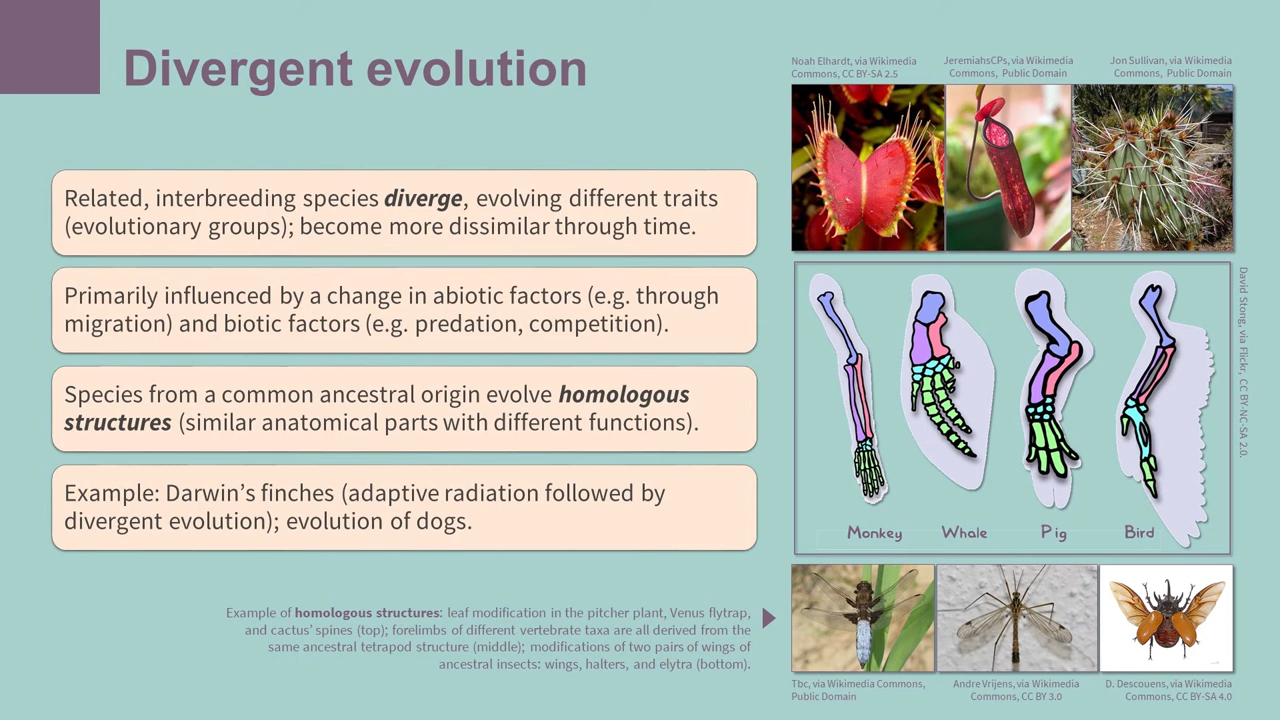 Divergent evolution
Related, interbreeding species diverge, evolving different traits
(evolutionary groups); become more dissimilar through time.
Primarily influenced by a change in abiotic factors (e.g. through
migration) and biotic factors (e.g. predation, competition).
Species from a common ancestral origin evolve homologous
structures (similar anatomical parts with different functions).
Example: Darwin’s finches (adaptive radiation followed by
divergent evolution); evolution of dogs.
Example of homologous structures: leaf modification in the pitcher plant, Venus flytrap,
and cactus’ spines (top); forelimbs of different vertebrate taxa are all derived from the
same ancestral tetrapod structure (middle); modifications of two pairs of wings of
ancestral insects: wings, halters, and elytra (bottom).
Noah Elhardt, via Wikimedia
Commons, CC BY-SA 2.5
JeremiahsCPs, via Wikimedia
Commons, Public Domain
Jon Sullivan, via Wikimedia
Commons, Public Domain
Monkey Whale Pig Bird
David Stong, via Flickr, CC BY-NC-SA 2.0.
Tbc, via Wikimedia Commons,
Public Domain
Andre Vrijens, via Wikimedia
Commons, CC BY 3.0
D. Descouens, via Wikimedia
Commons, CC BY-SA 4.0